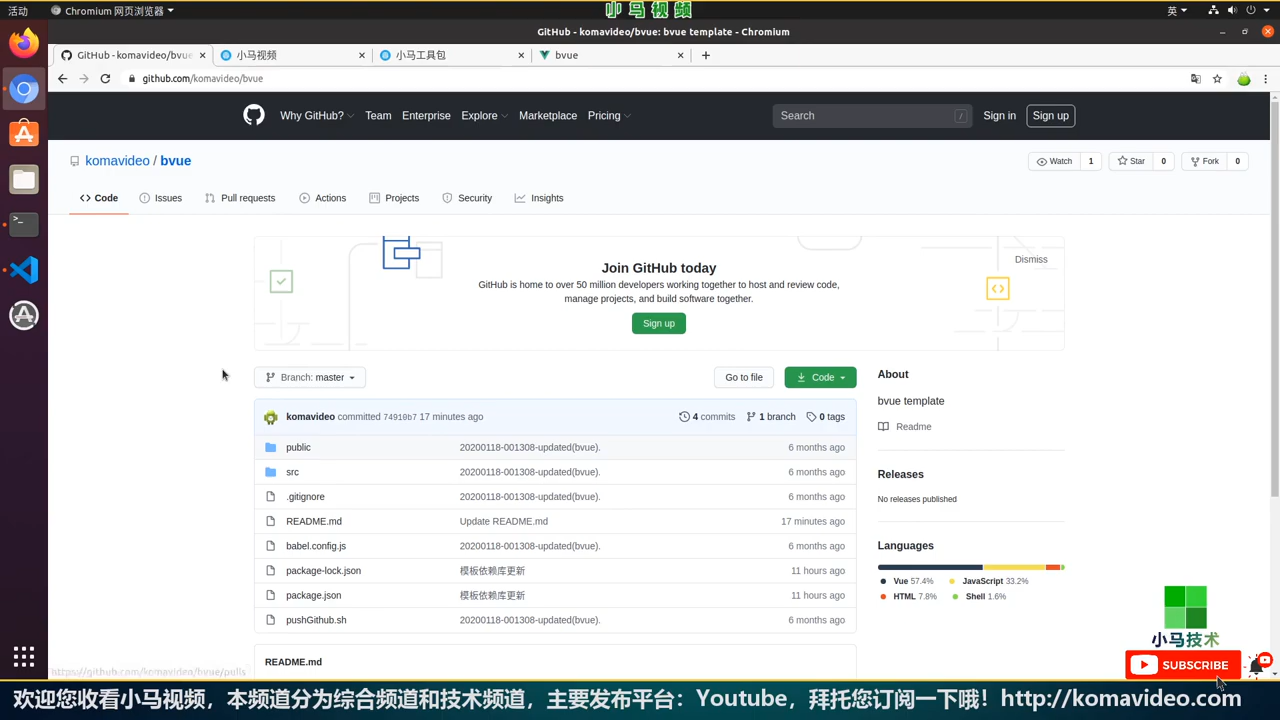 活动
Chromium 网页浏览器
小马视频
英
GitHub - komavideo/bvue: bvue template - Chromium
GitHub - komavideo/bvue
小马视频
小马工具包
bvue
github.com/komavideo/bvue
Why GitHub?
Team
Enterprise
Explore
Marketplace
Pricing
Search
/
Sign in
Sign up
komavideo / bvue
Watch 1
Star 0
Fork 0
Code
Issues
Pull requests
Actions
Projects
Security
Insights
Join GitHub today
Dismiss
GitHub is home to over 50 million developers working together to host and review code,
manage projects, and build software together.
Sign up
Branch: master
Go to file
Code
About
bvue template
Readme
komavideo committed 74910b7 17 minutes ago
4 commits
1 branch
0 tags
public 20200118-001308-updated(bvue). 6 months ago
src 20200118-001308-updated(bvue). 6 months ago
.gitignore 20200118-001308-updated(bvue). 6 months ago
README.md Update README.md 17 minutes ago
babel.config.js 20200118-001308-updated(bvue). 6 months ago
package-lock.json 模板依赖库更新 11 hours ago
package.json 模板依赖库更新 11 hours ago
pushGithub.sh 20200118-001308-updated(bvue). 6 months ago
Releases
No releases published
Languages
Vue 57.4%
JavaScript 33.2%
HTML 7.8%
Shell 1.6%
README.md
https://github.com/komavideo/bvue/pulls
小马技术
SUBSCRIBE
欢迎您收看小马视频，本频道分为综合频道和技术频道，主要发布平台：Youtube，拜托您订阅一下哦！http://komavideo.com